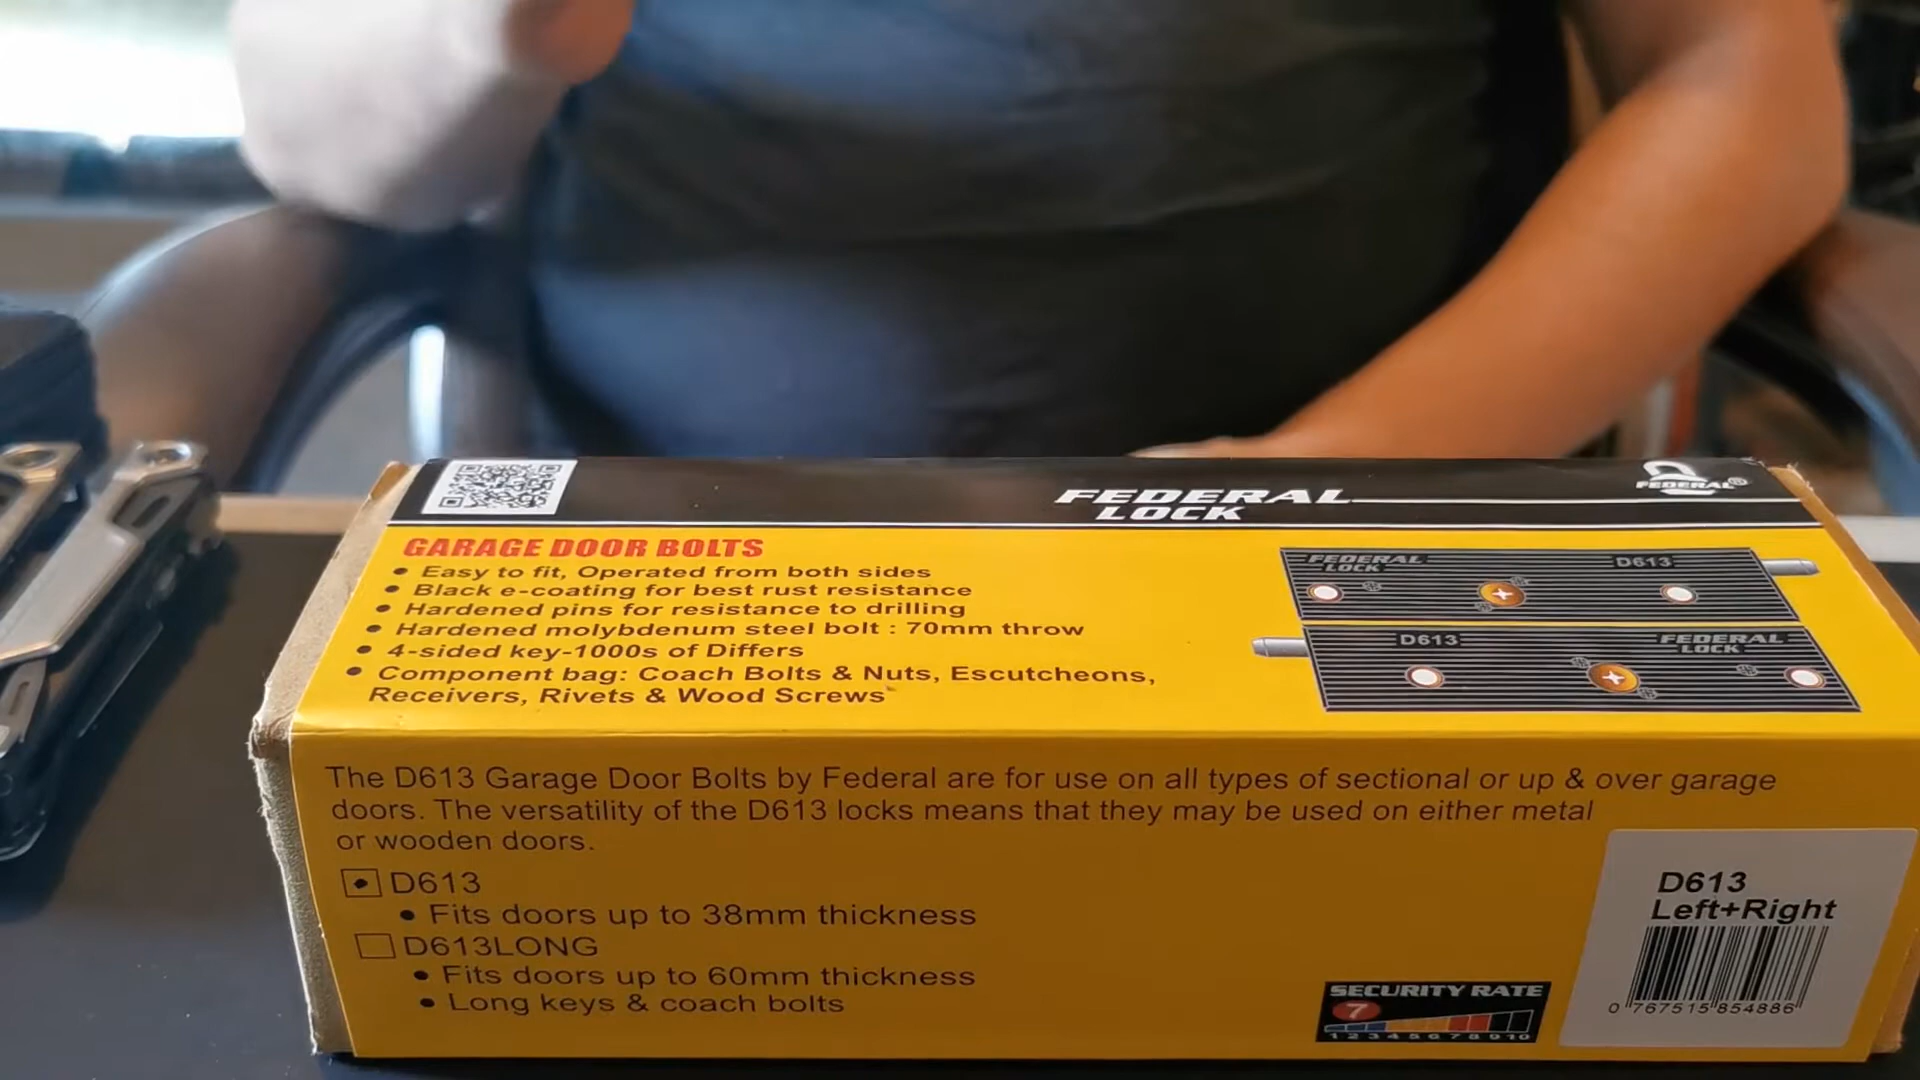 FEDERAL
LOCK
FEDERAL®
GARAGE DOOR BOLTS
• Easy to fit, Operated from both sides
• Black e-coating for best rust resistance
• Hardened pins for resistance to drilling
• Hardened molybdenum steel bolt : 70mm throw
• 4-sided key-1000s of Differs
• Component bag: Coach Bolts & Nuts, Escutcheons,
Receivers, Rivets & Wood Screws
FEDERAL
LOCK
D613
D613
FEDERAL
LOCK
The D613 Garage Door Bolts by Federal are for use on all types of sectional or up & over garage
doors. The versatility of the D613 locks means that they may be used on either metal
or wooden doors.
D613
• Fits doors up to 38mm thickness
D613LONG
• Fits doors up to 60mm thickness
• Long keys & coach bolts
SECURITY RATE
7
1 2 3 4 5 6 7 8 9 10
D613
Left+Right
0 767515 854886